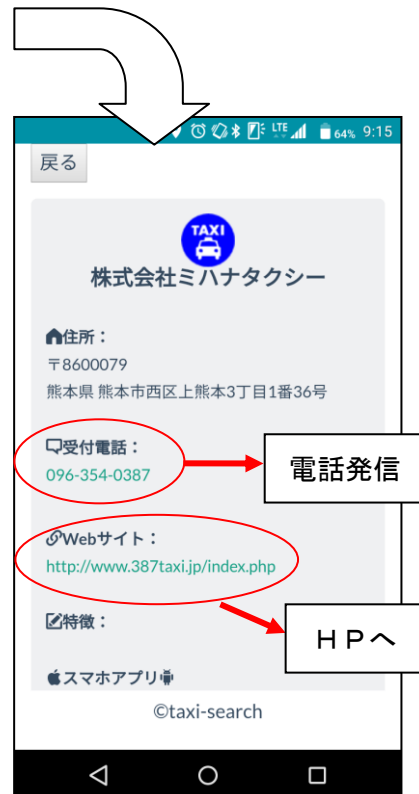 LTE 64% 9:15
戻る
TAXI
株式会社ミハナタクシー
住所：
〒8600079
熊本県 熊本市西区上熊本3丁目1番36号
受付電話：
096-354-0387
電話発信
Webサイト：
http://www.387taxi.jp/index.php
特徴：
ＨＰへ
スマホアプリ
©taxi-search